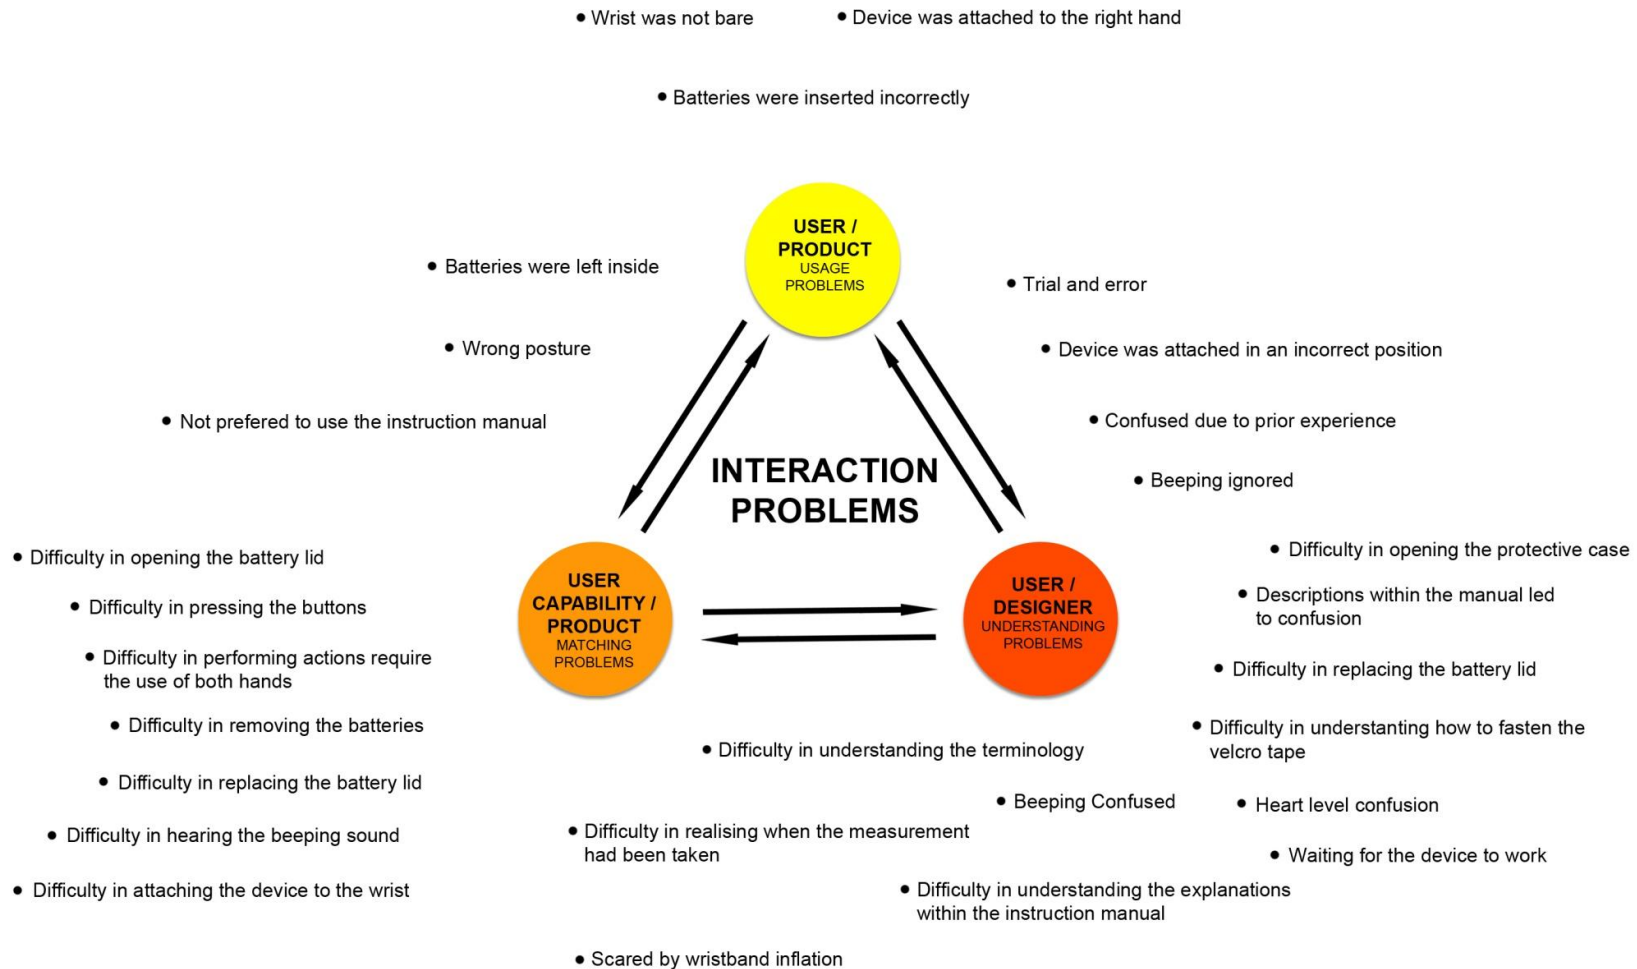 • Wrist was not bare
• Device was attached to the right hand
• Batteries were inserted incorrectly
USER /
PRODUCT
USAGE
PROBLEMS
• Batteries were left inside
• Trial and error
• Wrong posture
• Device was attached in an incorrect position
• Not prefered to use the instruction manual
• Confused due to prior experience
INTERACTION
PROBLEMS
• Beeping ignored
• Difficulty in opening the battery lid
• Difficulty in pressing the buttons
• Difficulty in performing actions require
the use of both hands
• Difficulty in removing the batteries
• Difficulty in replacing the battery lid
• Difficulty in hearing the beeping sound
• Difficulty in attaching the device to the wrist
USER
CAPABILITY /
PRODUCT
MATCHING
PROBLEMS
USER /
DESIGNER
UNDERSTANDING
PROBLEMS
• Difficulty in opening the protective case
• Descriptions within the manual led
to confusion
• Difficulty in replacing the battery lid
• Difficulty in understanting how to fasten the
velcro tape
• Difficulty in understanding the terminology
• Beeping Confused
• Heart level confusion
• Difficulty in realising when the measurement
had been taken
• Waiting for the device to work
• Difficulty in understanding the explanations
within the instruction manual
• Scared by wristband inflation